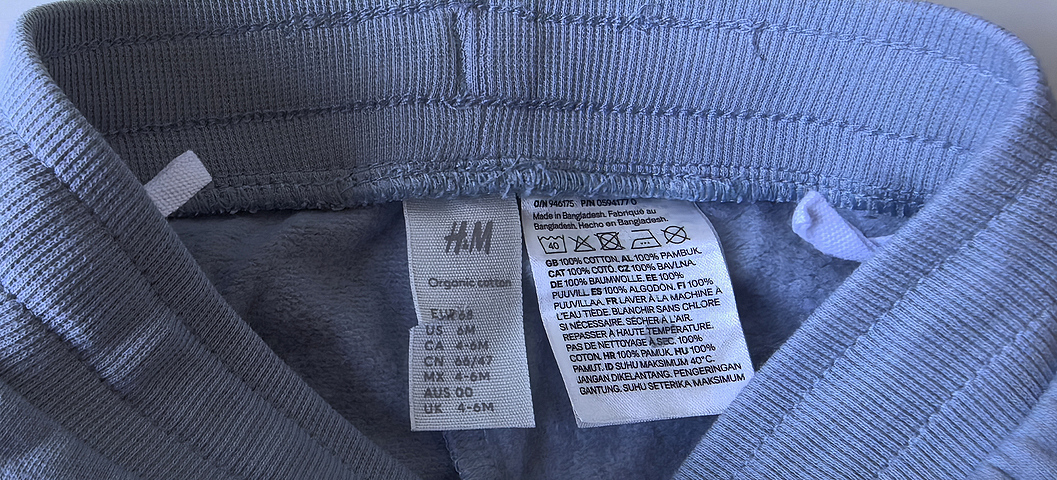 H&M
Organic cotton
EUR 68
US 6M
CA 4-6M
CN 66/47
MX 4-6M
AUS 00
UK 4-6M
O/N 946175 P/N 0594177 0
Made in Bangladesh. Fabriqué au
Bangladesh. Hecho en Bangladesh.
40
GB 100% COTTON. AL 100% PAMBUK.
CAT 100% COTÓ. CZ 100% BAVLNA.
DE 100% BAUMWOLLE. EE 100%
PUUVILL. ES 100% ALGODÓN. FI 100%
PUUVILLAA. FR LAVER À LA MACHINE À
L'EAU TIÈDE. BLANCHIR SANS CHLORE
SI NÉCESSAIRE. SÉCHER À L'AIR.
REPASSER À HAUTE TEMPÉRATURE.
PAS DE NETTOYAGE À SEC. 100%
COTON. HR 100% PAMUK. HU 100%
PAMUT. ID SUHU MAKSIMUM 40°C.
JANGAN DIKELANTANG. PENGERINGAN
GANTUNG. SUHU SETERIKA MAKSIMUM